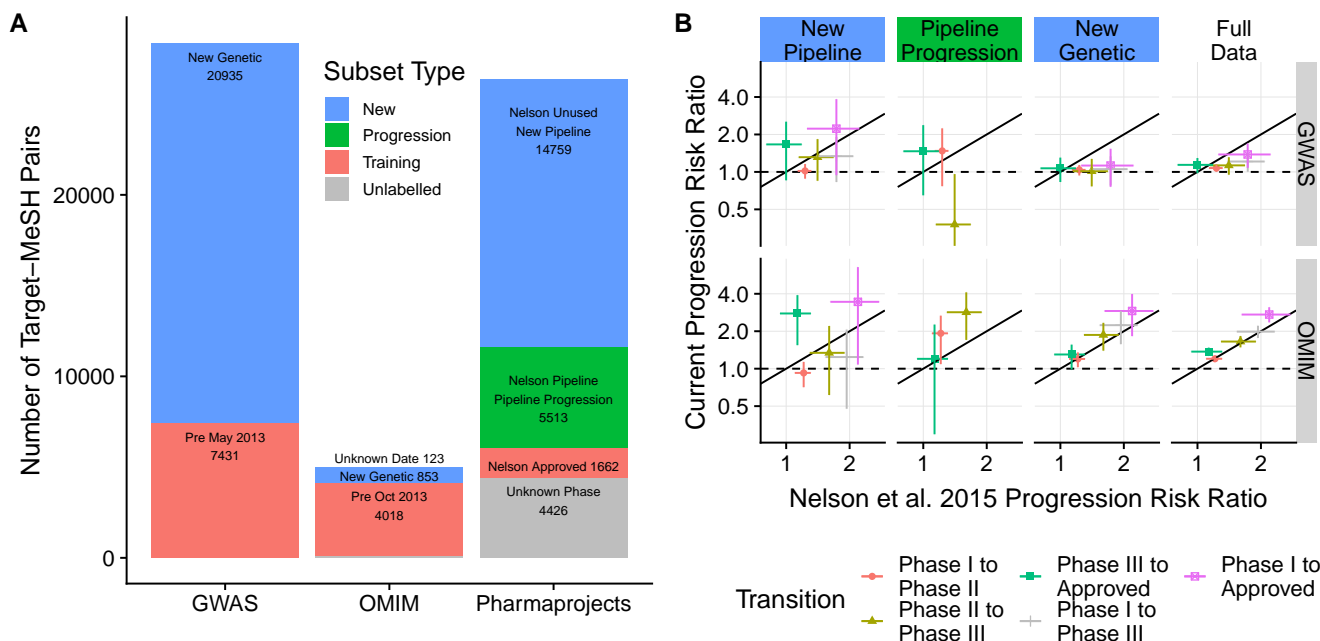 A
Number of Target–MeSH Pairs
20000
10000
0
New Genetic
20935
Pre May 2013
7431
Subset Type
New
Progression
Training
Unlabelled
Unknown Date 123
New Genetic 853
Pre Oct 2013
4018
Nelson Unused
New Pipeline
14759
Nelson Pipeline
Pipeline Progression
5513
Nelson Approved 1662
Unknown Phase
4426
GWAS
OMIM
Pharmaprojects
B
New
Pipeline
Pipeline
Progression
New
Genetic
Full
Data
Current Progression Risk Ratio
4.0
2.0
1.0
0.5
GWAS
4.0
2.0
1.0
0.5
OMIM
1
2
1
2
1
2
1
2
Nelson et al. 2015 Progression Risk Ratio
Transition
Phase I to
Phase II
Phase II to
Phase III
Phase III to
Approved
Phase I to
Phase III
Phase I to
Approved